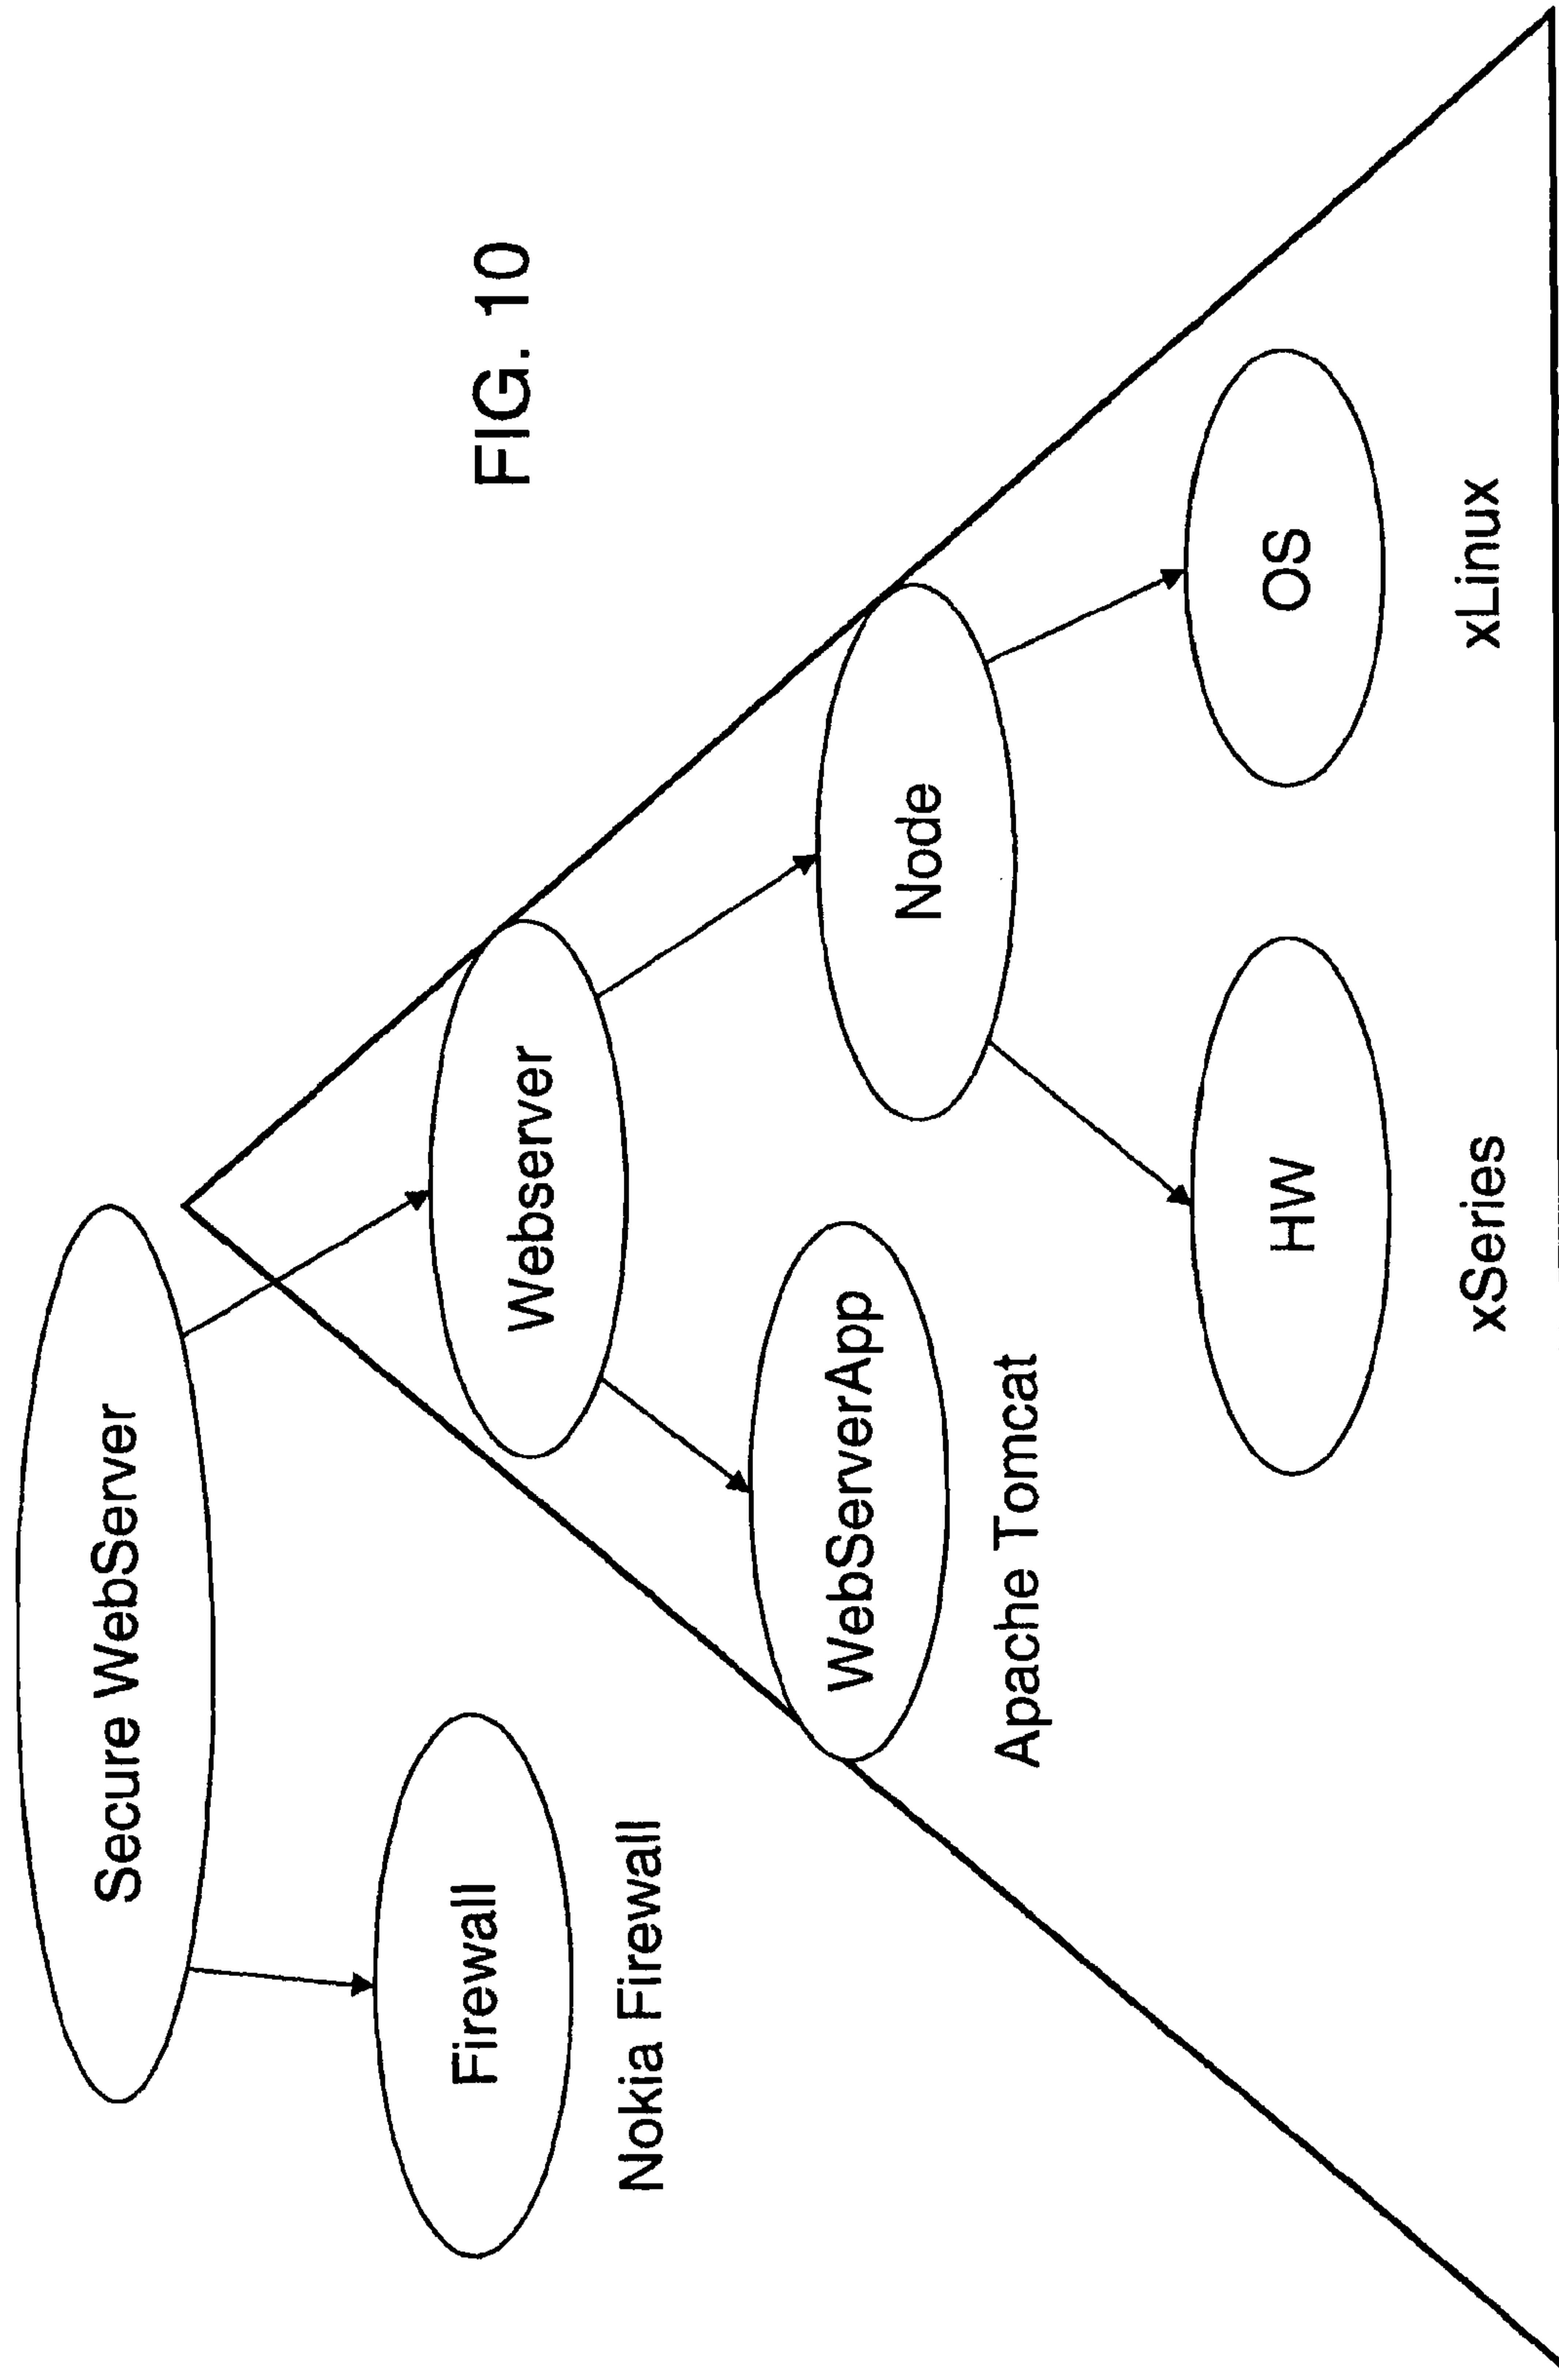 Secure WebServer
FIG. 10
Firewall
Webserver
Nokia Firewall
WebServerApp
Node
Apache Tomcat
HW
OS
xSeries
xLinux